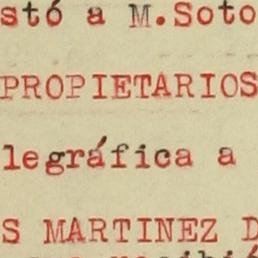 stó a M.Soto
PROPIETARIOS
legráfica a
S MARTINEZ D